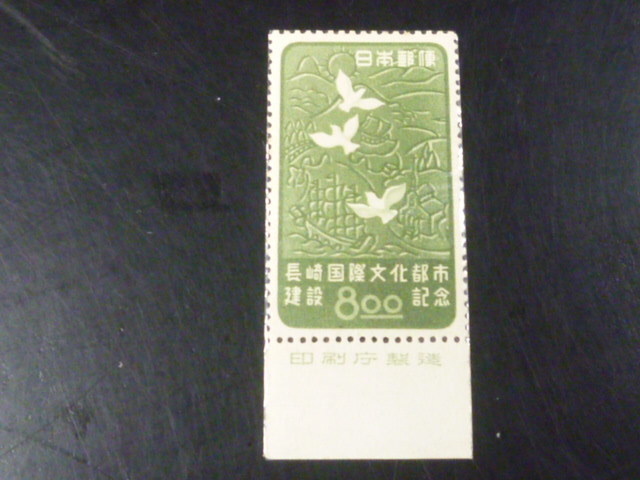 日本郵便
長崎国際文化都市
建設 8.00 記念
印刷庁製造